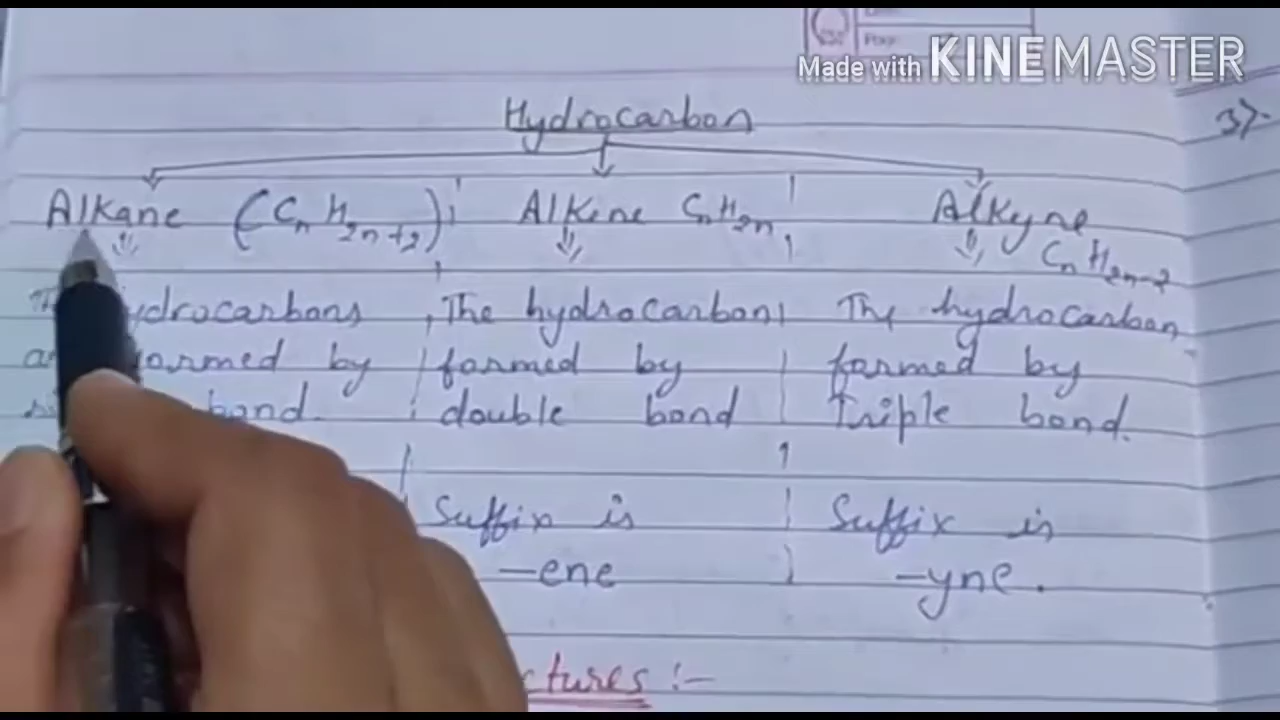 Made with KINEMASTER
37.
Hydrocarbon
Alkane (CnH2n+2) Alkene CnH2n Alkyne
CnH2n-2
hydrocarbons The hydrocarbon The hydrocarbon
formed by formed by formed by
bond. double bond Triple bond.
Suffix is Suffix is
-ene -yne.
ctures :-